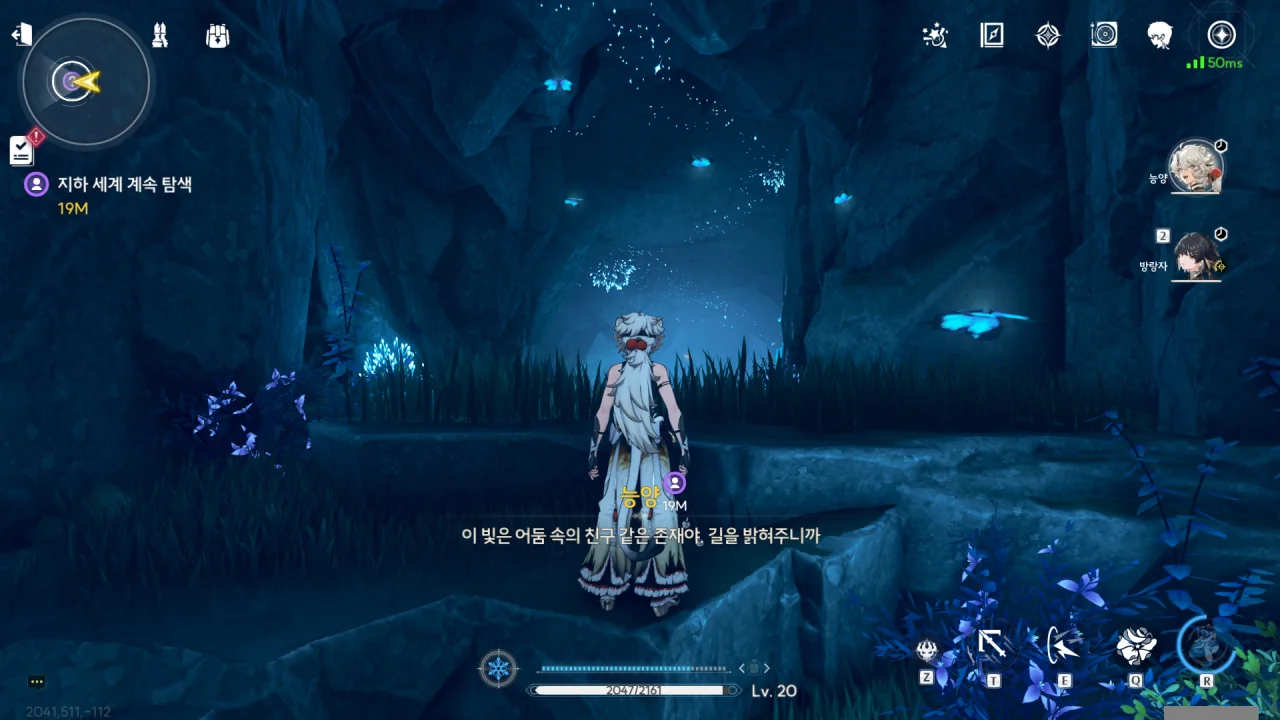 50ms
지하 세계 계속 탐색
19M
능양
2
방랑자
능양
19M
이 빛은 어둠 속의 친구 같은 존재야. 길을 밝혀주니까
2047/2161
Lv. 20
Z
T
E
Q
R
2041,511,-112